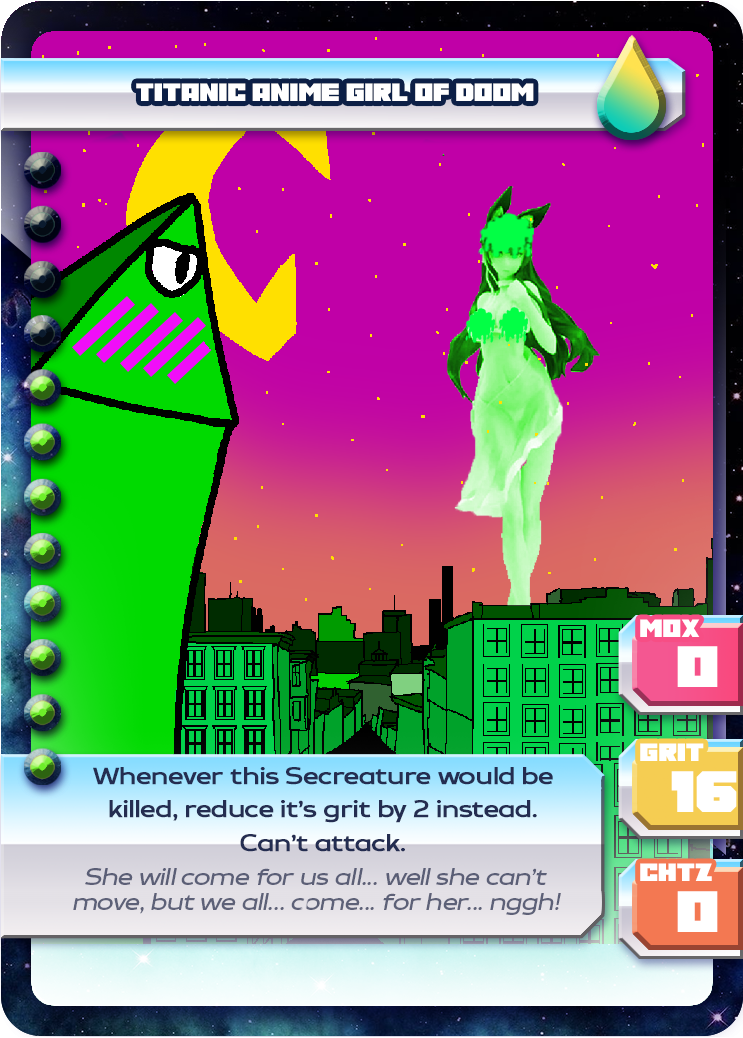 TITANIC ANIME GIRL OF DOOM
MOX
0
GRIT
16
Whenever this Secreature would be
killed, reduce it's grit by 2 instead.
Can't attack.
She will come for us all... well she can't
move, but we all... come... for her... nggh!
CHTZ
0